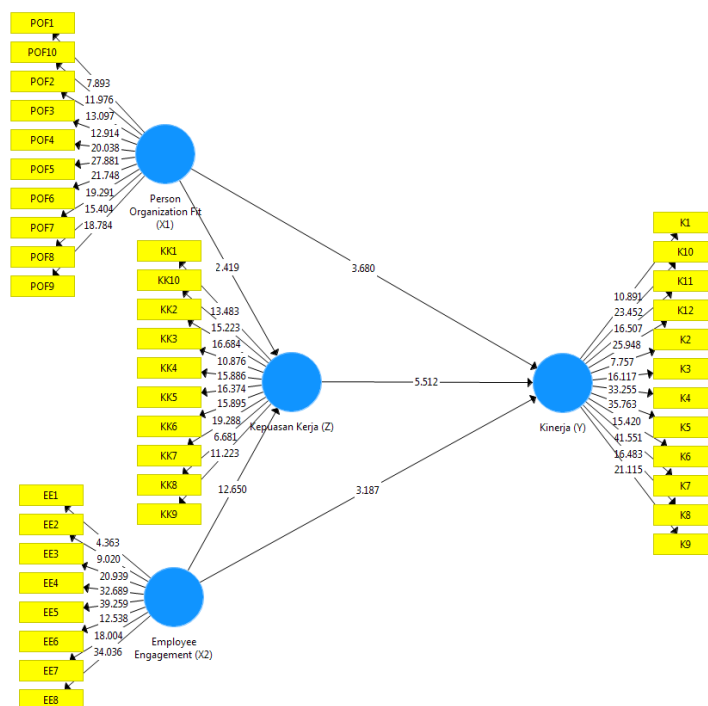 POF1
POF10
POF2
POF3
POF4
POF5
POF6
POF7
POF8
POF9
7.893
11.976
13.097
12.914
20.038
27.881
21.748
19.291
15.404
18.784
Person
Organization Fit
(X1)
2.419
3.680
KK1
KK10
KK2
KK3
KK4
KK5
KK6
KK7
KK8
KK9
13.483
15.223
16.684
10.876
15.886
16.374
15.895
19.288
6.681
11.223
Kepuasan Kerja (Z)
5.512
12.650
3.187
EE1
EE2
EE3
EE4
EE5
EE6
EE7
EE8
4.363
9.020
20.939
32.689
39.259
12.538
18.004
34.036
Employee
Engagement (X2)
Kinerja (Y)
10.891
23.452
16.507
25.948
7.757
16.117
33.255
35.763
15.420
41.551
16.483
21.115
K1
K10
K11
K12
K2
K3
K4
K5
K6
K7
K8
K9